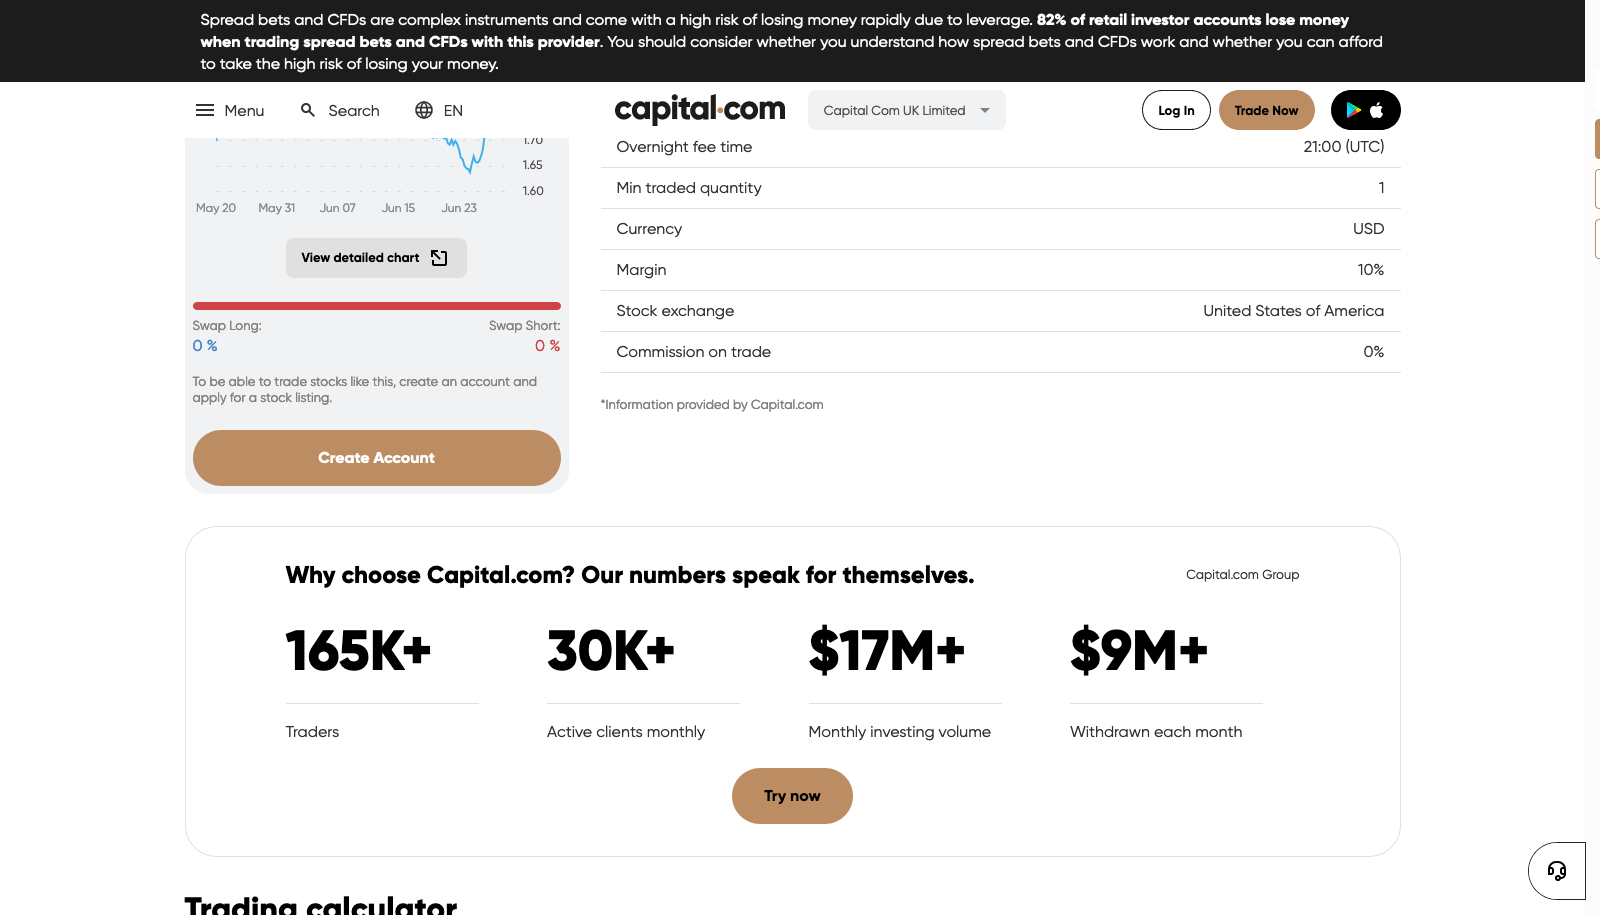 Spread bets and CFDs are complex instruments and come with a high risk of losing money rapidly due to leverage. 82% of retail investor accounts lose money
when trading spread bets and CFDs with this provider. You should consider whether you understand how spread bets and CFDs work and whether you can afford
to take the high risk of losing your money.
Menu Search EN capital.com Capital Com UK Limited Log In Trade Now
1.70
1.65
1.60
May 20 May 31 Jun 07 Jun 15 Jun 23
View detailed chart
Swap Long: Swap Short:
0 % 0 %
To be able to trade stocks like this, create an account and
apply for a stock listing.
Create Account
Overnight fee time 21:00 (UTC)
Min traded quantity 1
Currency USD
Margin 10%
Stock exchange United States of America
Commission on trade 0%
*Information provided by Capital.com
Why choose Capital.com? Our numbers speak for themselves. Capital.com Group
165K+ 30K+ $17M+ $9M+
Traders Active clients monthly Monthly investing volume Withdrawn each month
Try now
Trading calculator